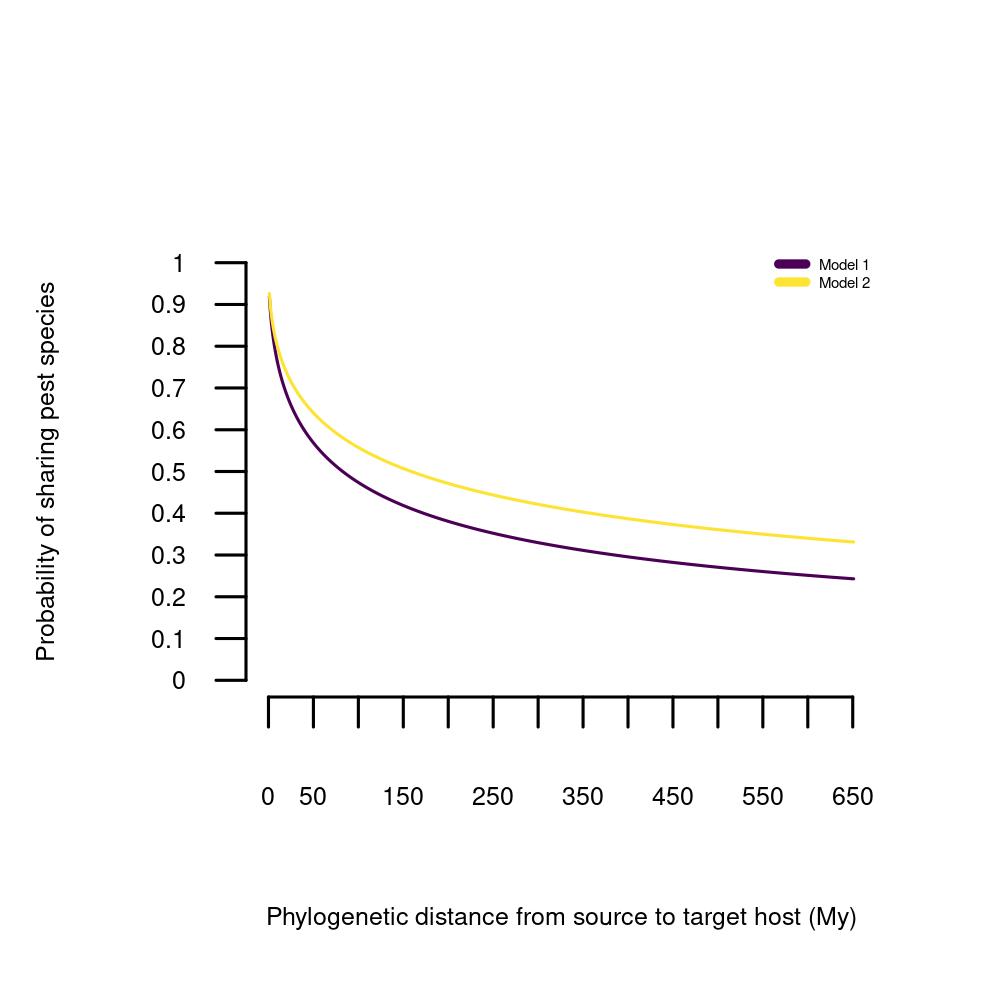 Model 1
Model 2
Probability of sharing pest species
1
0.9
0.8
0.7
0.6
0.5
0.4
0.3
0.2
0.1
0
0 50 150 250 350 450 550 650
Phylogenetic distance from source to target host (My)